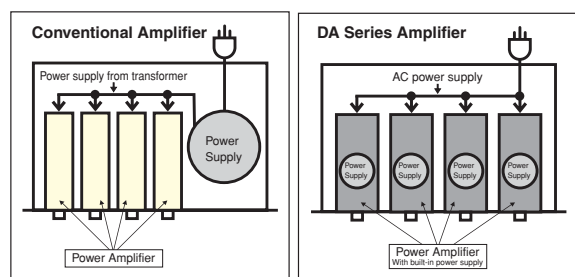 Conventional Amplifier
Power supply from transformer
Power
Supply
Power Amplifier
DA Series Amplifier
AC power supply
Power
Supply
Power
Supply
Power
Supply
Power
Supply
Power Amplifier
With built-in power supply